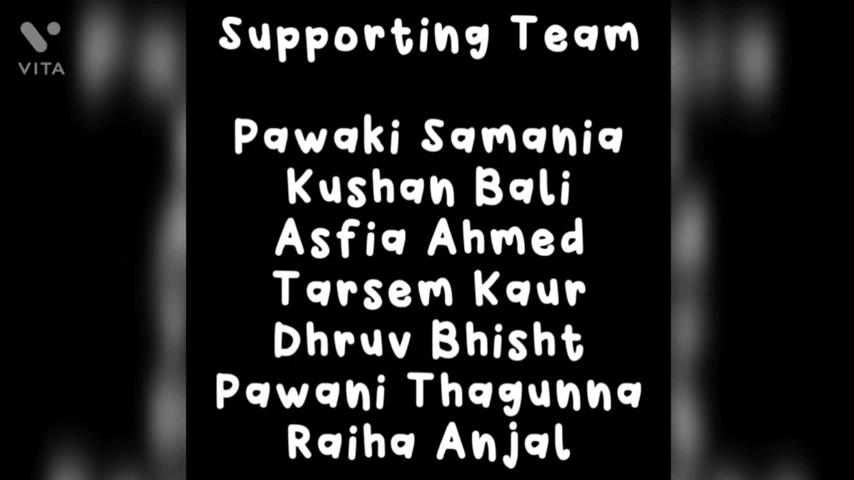 VITA
Supporting Team
Pawaki Samania
Kushan Bali
Asfia Ahmed
Tarsem Kaur
Dhruv Bhisht
Pawani Thagunna
Raiha Anjal